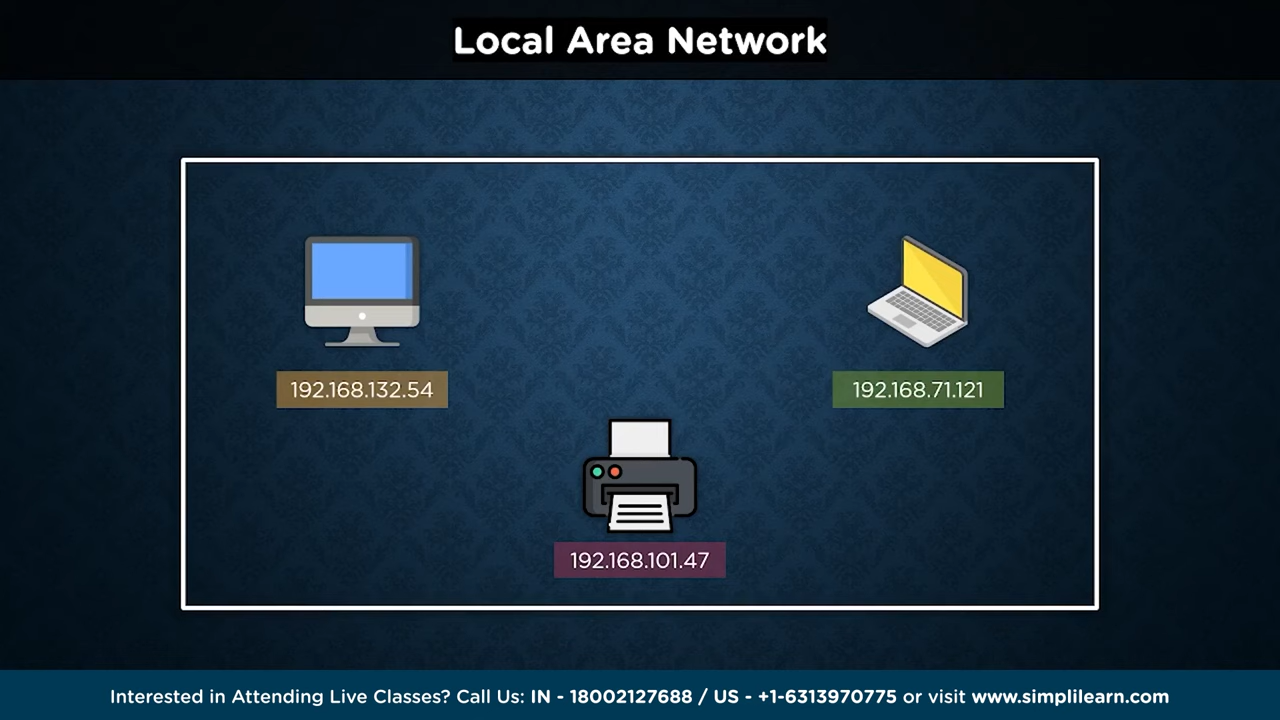 Local Area Network
192.168.132.54
192.168.71.121
192.168.101.47
Interested in Attending Live Classes? Call Us: IN - 18002127688 / US - +1-6313970775 or visit www.simplilearn.com